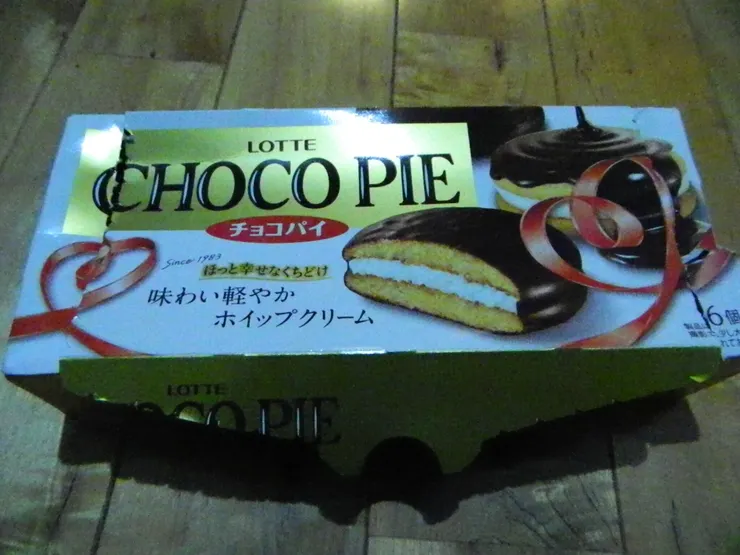 LOTTE
CHOCO PIE
チョコパイ
Since 1983
ほっと幸せなくちどけ
味わい軽やか
ホイップクリーム
6個
LOTTE
CHOCO PIE